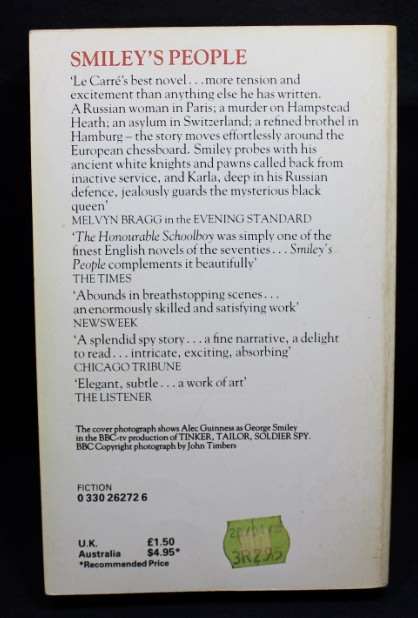 SMILEY'S PEOPLE
'Le Carré's best novel...more tension and
excitement than anything else he has written.
A Russian woman in Paris; a murder on Hampstead
Heath; an asylum in Switzerland; a refined brothel in
Hamburg – the story moves effortlessly around the
European chessboard. Smiley probes with his
ancient white knights and pawns called back from
inactive service, and Karla, deep in his Russian
defence, jealously guards the mysterious black
queen'
MELVYN BRAGG in the EVENING STANDARD
'The Honourable Schoolboy was simply one of the
finest English novels of the seventies...Smiley's
People complements it beautifully'
THE TIMES
'Abounds in breathstopping scenes...
an enormously skilled and satisfying work'
NEWSWEEK
'A splendid spy story...a fine narrative, a delight
to read...intricate, exciting, absorbing'
CHICAGO TRIBUNE
'Elegant, subtle...a work of art'
THE LISTENER
The cover photograph shows Alec Guinness as George Smiley
in the BBC-tv production of TINKER, TAILOR, SOLDIER SPY.
BBC Copyright photograph by John Timbers
FICTION
0 330 26272 6
U.K. £1.50
Australia $4.95*
*Recommended Price
3R2.95